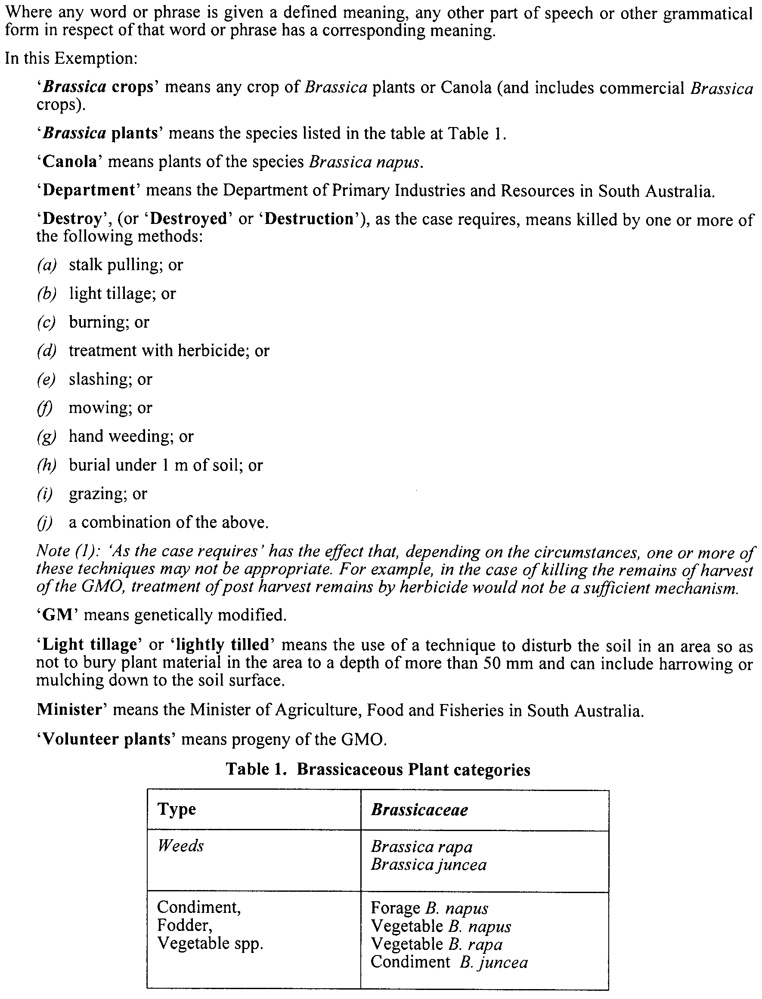 Where any word or phrase is given a defined meaning, any other part of speech or other grammatical
form in respect of that word or phrase has a corresponding meaning.
In this Exemption:
‘Brassica crops’ means any crop of Brassica plants or Canola (and includes commercial Brassica
crops).
‘Brassica plants’ means the species listed in the table at Table 1.
‘Canola’ means plants of the species Brassica napus.
‘Department’ means the Department of Primary Industries and Resources in South Australia.
‘Destroy’, (or ‘Destroyed’ or ‘Destruction’), as the case requires, means killed by one or more of
the following methods:
(a) stalk pulling; or
(b) light tillage; or
(c) burning; or
(d) treatment with herbicide; or
(e) slashing; or
(f) mowing; or
(g) hand weeding; or
(h) burial under 1 m of soil; or
(i) grazing; or
(j) a combination of the above.
Note (1): ‘As the case requires’ has the effect that, depending on the circumstances, one or more of
these techniques may not be appropriate. For example, in the case of killing the remains of harvest
of the GMO, treatment of post harvest remains by herbicide would not be a sufficient mechanism.
‘GM’ means genetically modified.
‘Light tillage’ or ‘lightly tilled’ means the use of a technique to disturb the soil in an area so as
not to bury plant material in the area to a depth of more than 50 mm and can include harrowing or
mulching down to the soil surface.
Minister’ means the Minister of Agriculture, Food and Fisheries in South Australia.
‘Volunteer plants’ means progeny of the GMO.
Table 1. Brassicaceous Plant categories
Type Brassicaceae
Weeds Brassica rapa
Brassica juncea
Condiment, Forage B. napus
Fodder, Vegetable B. napus
Vegetable spp. Vegetable B. rapa
Condiment B. juncea